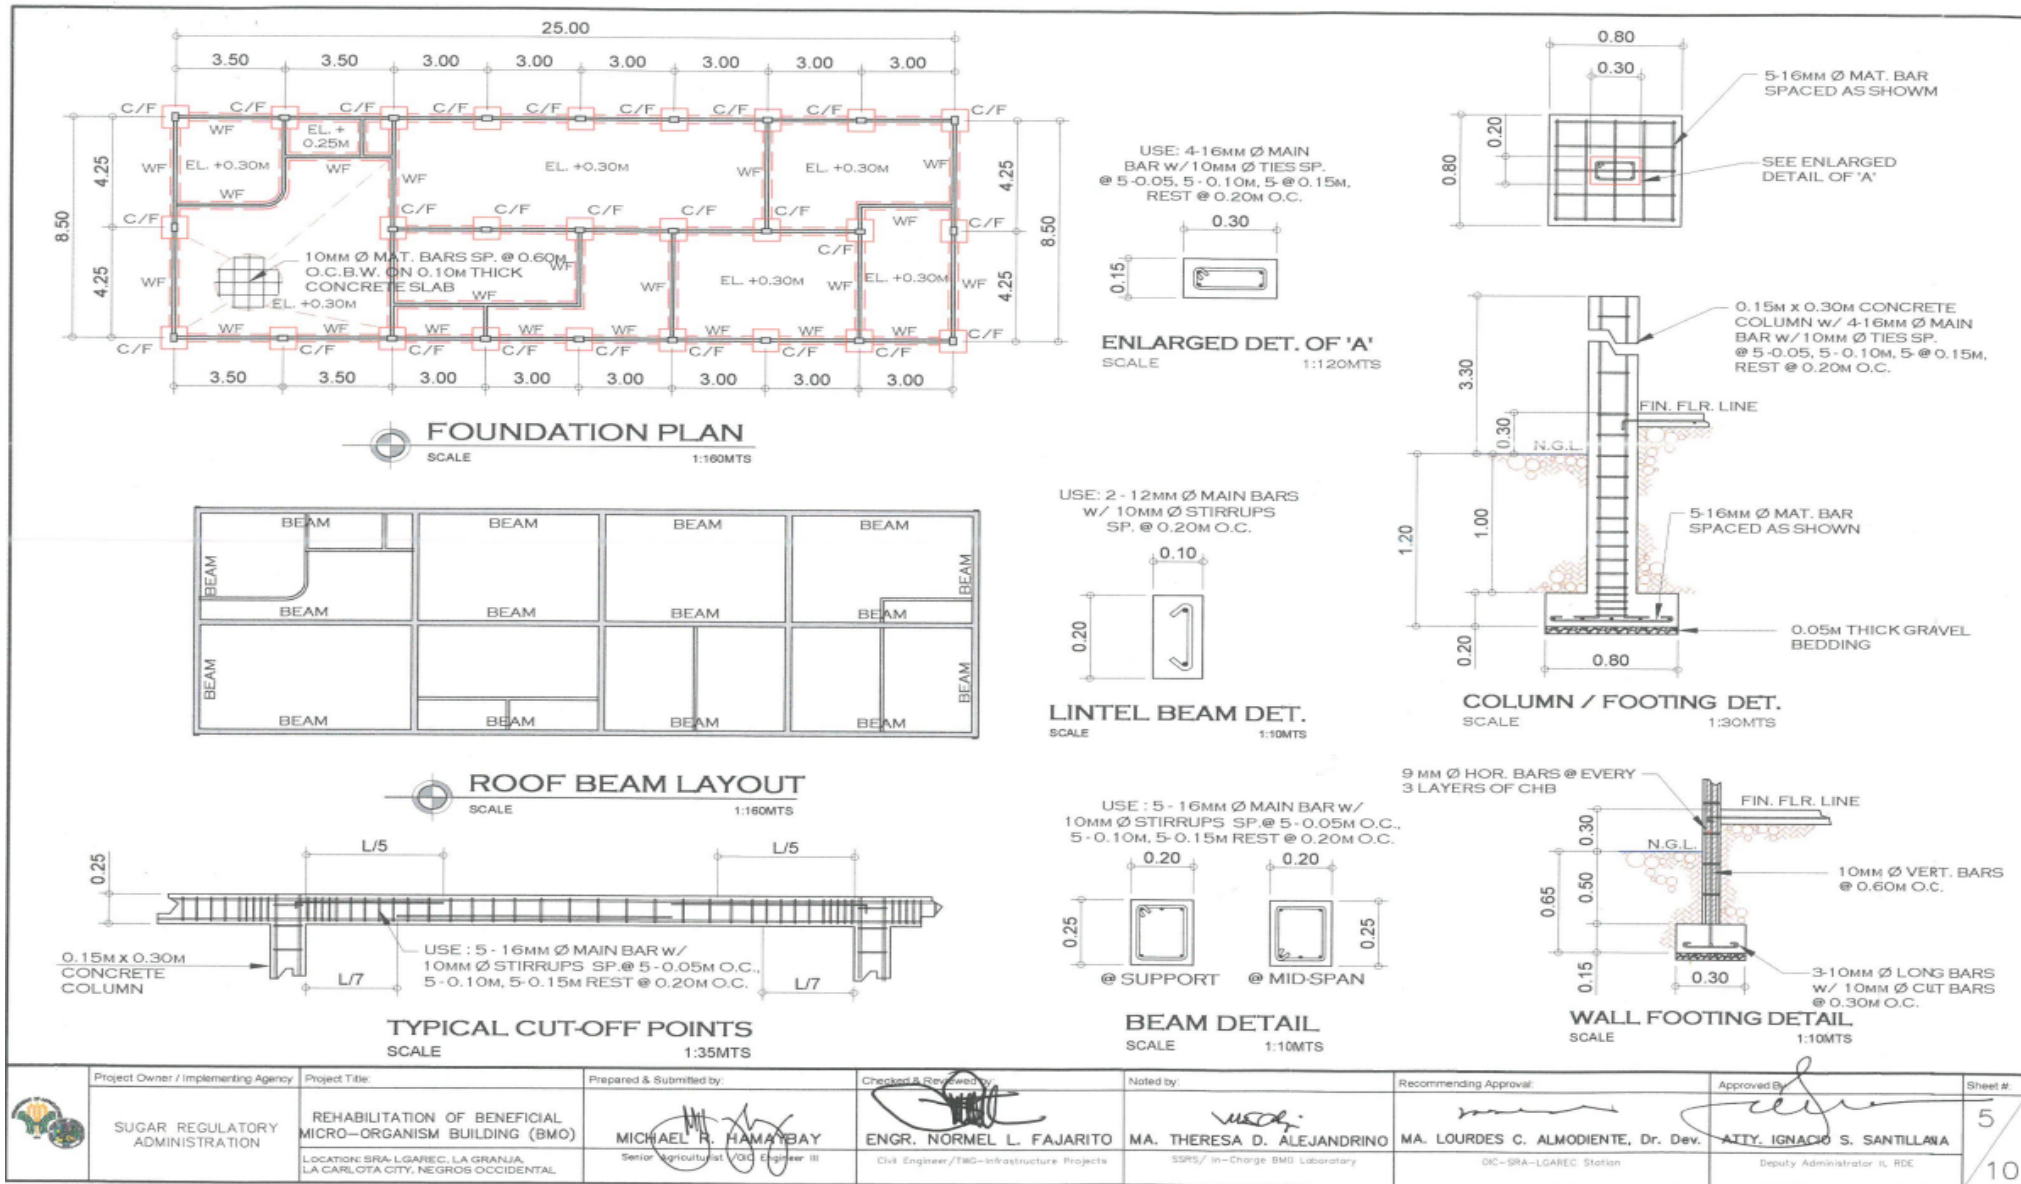 25.00
3.50 3.50 3.00 3.00 3.00 3.00 3.00 3.00
C/F C/F C/F C/F C/F C/F C/F C/F C/F
WF
EL. +
0.25M
WF EL. +0.30M WF EL. +0.30M
4.25 4.25
WF WF
C/F C/F C/F C/F C/F C/F WF C/F
8.50 8.50
C/F
10MM Ø MAT. BARS SP. @ 0.60M
O.C.B.W. ON 0.10M THICK
CONCRETE SLAB
WF WF WF EL. +0.30M WF EL. +0.30M WF
4.25 4.25
WF
EL. +0.30M
WF WF WF WF WF WF WF
C/F C/F C/F C/F C/F C/F C/F C/F C/F
3.50 3.50 3.00 3.00 3.00 3.00 3.00 3.00
FOUNDATION PLAN
SCALE 1:160MTS
BEAM BEAM BEAM BEAM
BEAM BEAM
BEAM BEAM BEAM BEAM
BEAM BEAM
BEAM BEAM BEAM BEAM
ROOF BEAM LAYOUT
SCALE 1:160MTS
L/5 L/5
0.25
0.15M x 0.30M
CONCRETE
COLUMN
USE : 5 - 16MM Ø MAIN BAR W/
10MM Ø STIRRUPS SP.@ 5-0.05M O.C.,
5-0.10M, 5-0.15M REST @ 0.20M O.C.
L/7 L/7
TYPICAL CUT-OFF POINTS
SCALE 1:35MTS
USE: 4-16MM Ø MAIN
BAR W/10MM Ø TIES SP.
@ 5-0.05, 5 - 0.10M, 5-@ 0.15M,
REST @ 0.20M O.C.
0.30
0.15
ENLARGED DET. OF 'A'
SCALE 1:120MTS
USE: 2 - 12MM Ø MAIN BARS
W/ 10MM Ø STIRRUPS
SP. @ 0.20M O.C.
0.10
0.20
LINTEL BEAM DET.
SCALE 1:10MTS
USE : 5 - 16MM Ø MAIN BAR W/
10MM Ø STIRRUPS SP.@ 5-0.05M O.C.,
5-0.10M, 5-0.15M REST @ 0.20M O.C.
0.20 0.20
0.25 0.25
@ SUPPORT @ MID-SPAN
BEAM DETAIL
SCALE 1:10MTS
0.80
0.30
5-16MM Ø MAT. BAR
SPACED AS SHOWM
0.20
0.80
SEE ENLARGED
DETAIL OF 'A'
0.15M x 0.30M CONCRETE
COLUMN W/ 4-16MM Ø MAIN
BAR W/10MM Ø TIES SP.
@ 5-0.05, 5 - 0.10M, 5-@ 0.15M,
REST @ 0.20M O.C.
3.30
FIN. FLR. LINE
0.30
N.G.L.
1.20 1.00
5-16MM Ø MAT. BAR
SPACED AS SHOWN
0.05M THICK GRAVEL
BEDDING
0.20
0.80
COLUMN / FOOTING DET.
SCALE 1:30MTS
9 MM Ø HOR. BARS @ EVERY
3 LAYERS OF CHB
FIN. FLR. LINE
0.30
N.G.L.
10MM Ø VERT. BARS
@ 0.60M O.C.
0.65 0.50
0.15
0.30
3-10MM Ø LONG BARS
W/ 10MM Ø CUT BARS
@ 0.30M O.C.
WALL FOOTING DETAIL
SCALE 1:10MTS
Project Owner / Implementing Agency
SUGAR REGULATORY
ADMINISTRATION
Project Title:
REHABILITATION OF BENEFICIAL
MICRO-ORGANISM BUILDING (BMO)
LOCATION: SRA- LGAREC, LA GRANJA,
LA CARLOTA CITY, NEGROS OCCIDENTAL
Prepared & Submitted by:
MICHAEL R. HAMAYBAY
Senior Agriculturist / OIC Engineer III
Checked & Reviewed by:
ENGR. NORMEL L. FAJARITO
Civil Engineer/TWG-Infrastructure Projects
Noted by:
MA. THERESA D. ALEJANDRINO
SSRS/ In-Charge BMO Laboratory
Recommending Approval:
MA. LOURDES C. ALMODIENTE, Dr. Dev.
OIC-SRA-LGAREC Station
Approved By:
ATTY. IGNACIO S. SANTILLANA
Deputy Administrator II, RDE
Sheet #:
5
10